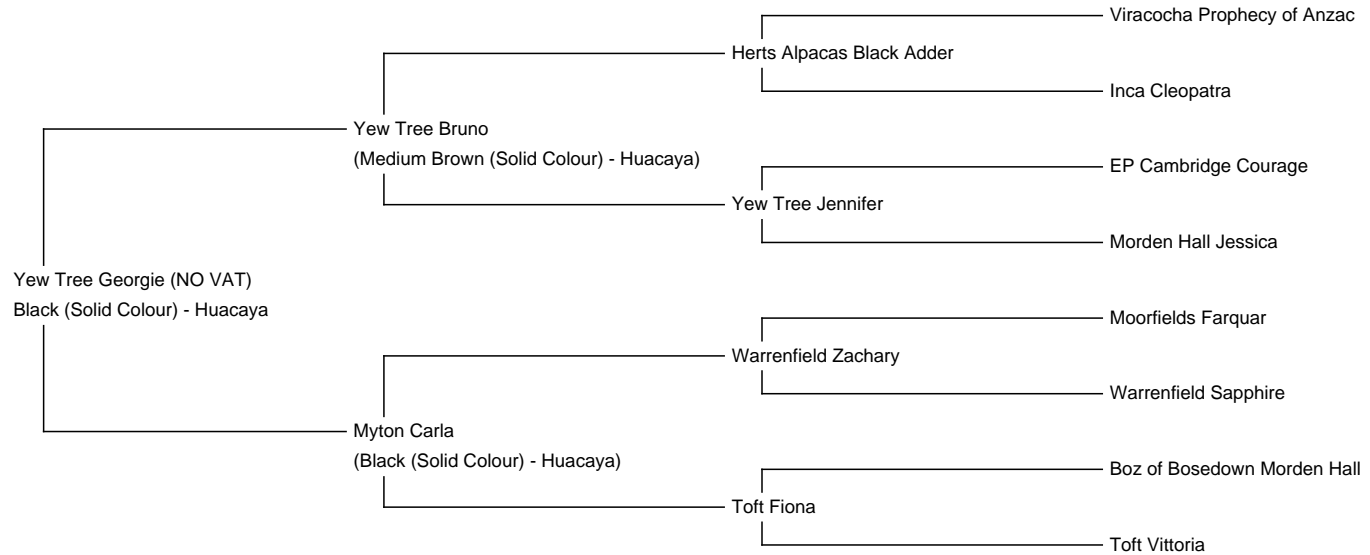 Viracocha Prophecy of Anzac
Herts Alpacas Black Adder
Inca Cleopatra
Yew Tree Bruno
(Medium Brown (Solid Colour) - Huacaya)
EP Cambridge Courage
Yew Tree Jennifer
Morden Hall Jessica
Yew Tree Georgie (NO VAT)
Black (Solid Colour) - Huacaya
Moorfields Farquar
Warrenfield Zachary
Warrenfield Sapphire
Myton Carla
(Black (Solid Colour) - Huacaya)
Boz of Bosedown Morden Hall
Toft Fiona
Toft Vittoria